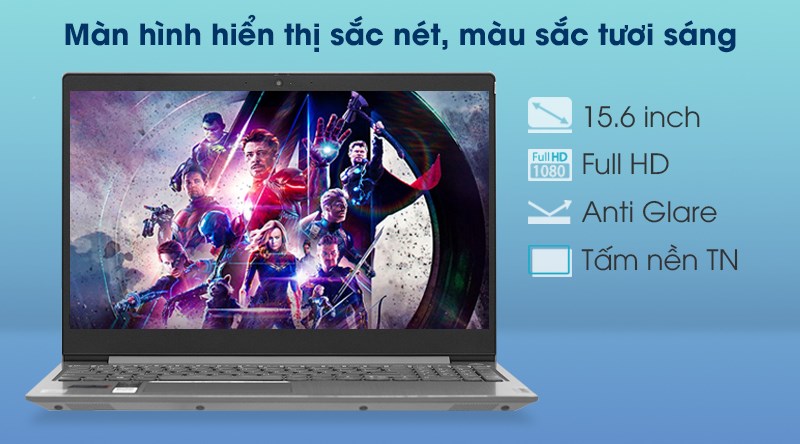 Màn hình hiển thị sắc nét, màu sắc tươi sáng
15.6 inch
Full HD
1080
Full HD
Anti Glare
Tấm nền TN